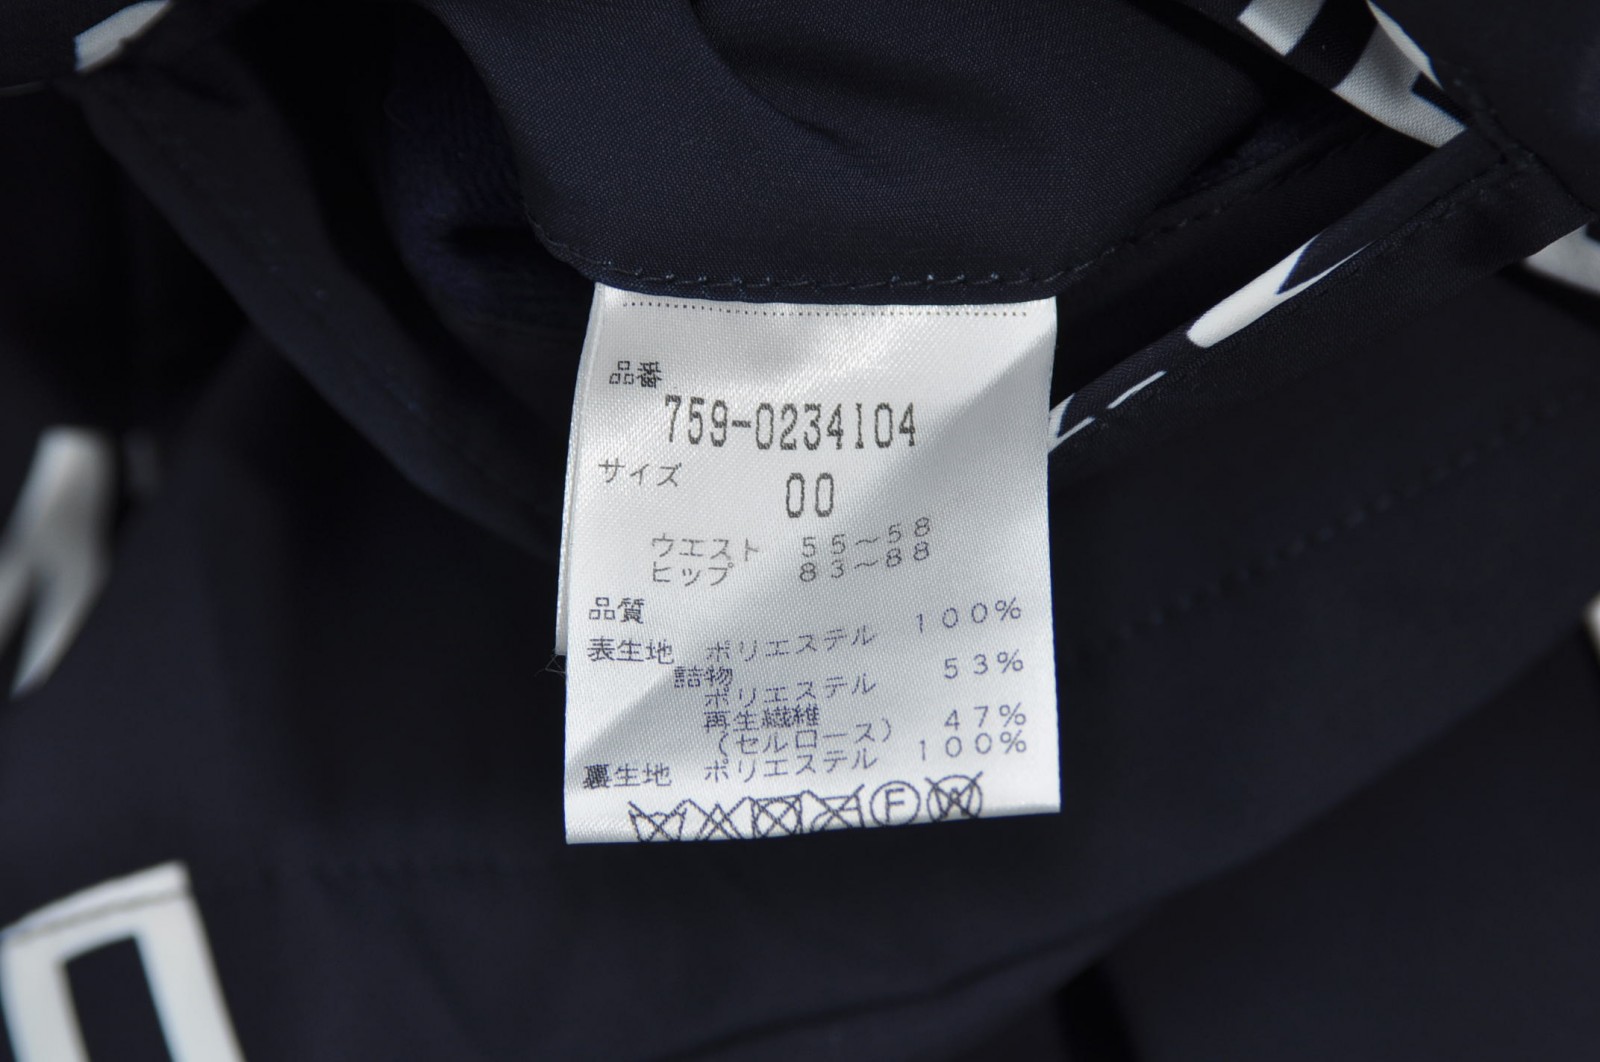 品番
759-0234104
サイズ
00
ウエスト 55～58
ヒップ 83～88
品質
表生地 ポリエステル 100%
詰物
ポリエステル 53%
再生繊維
(セルロース) 47%
裏生地 ポリエステル 100%
F W